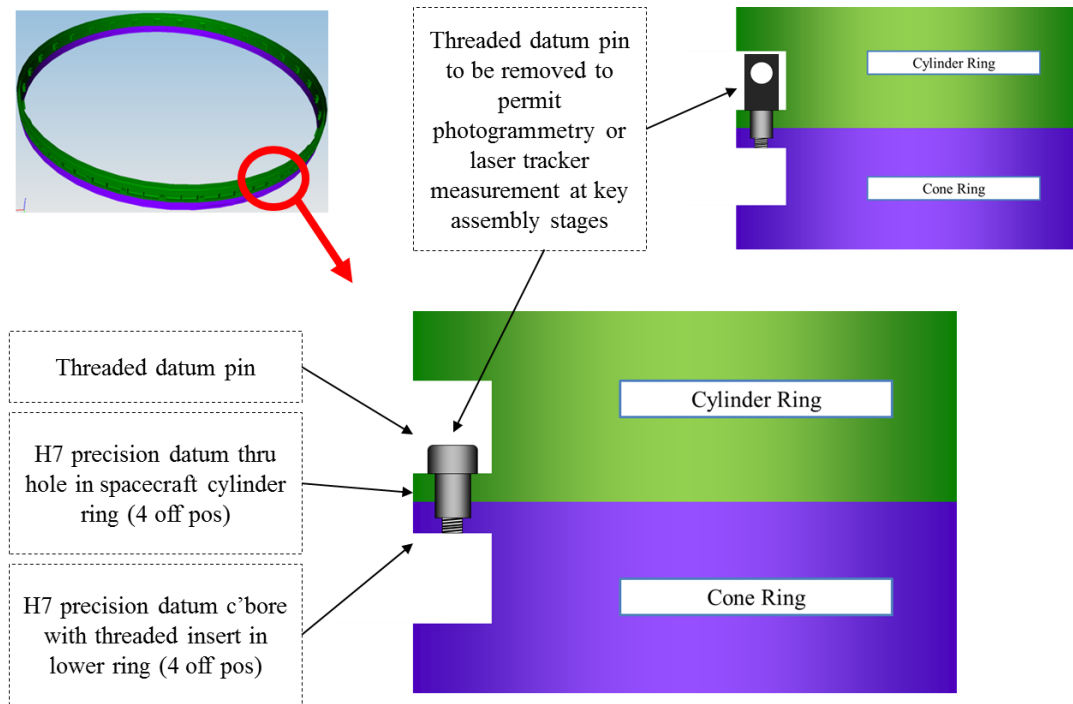 Threaded datum pin
to be removed to
permit
photogrammetry or
laser tracker
measurement at key
assembly stages
Cylinder Ring
Cone Ring
Threaded datum pin
H7 precision datum thru
hole in spacecraft cylinder
ring (4 off pos)
H7 precision datum c’bore
with threaded insert in
lower ring (4 off pos)
Cylinder Ring
Cone Ring